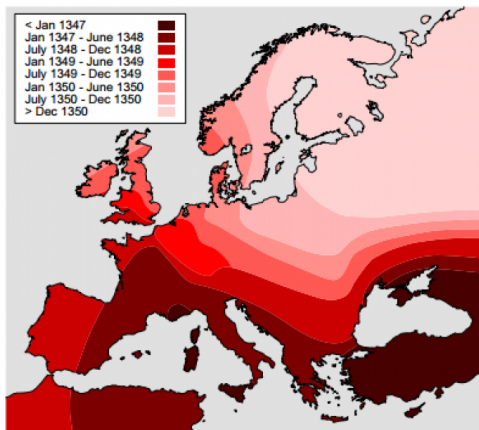 < Jan 1347
Jan 1347 - June 1348
July 1348 - Dec 1348
Jan 1349 - June 1349
July 1349 - Dec 1349
Jan 1350 - June 1350
July 1350 - Dec 1350
> Dec 1350